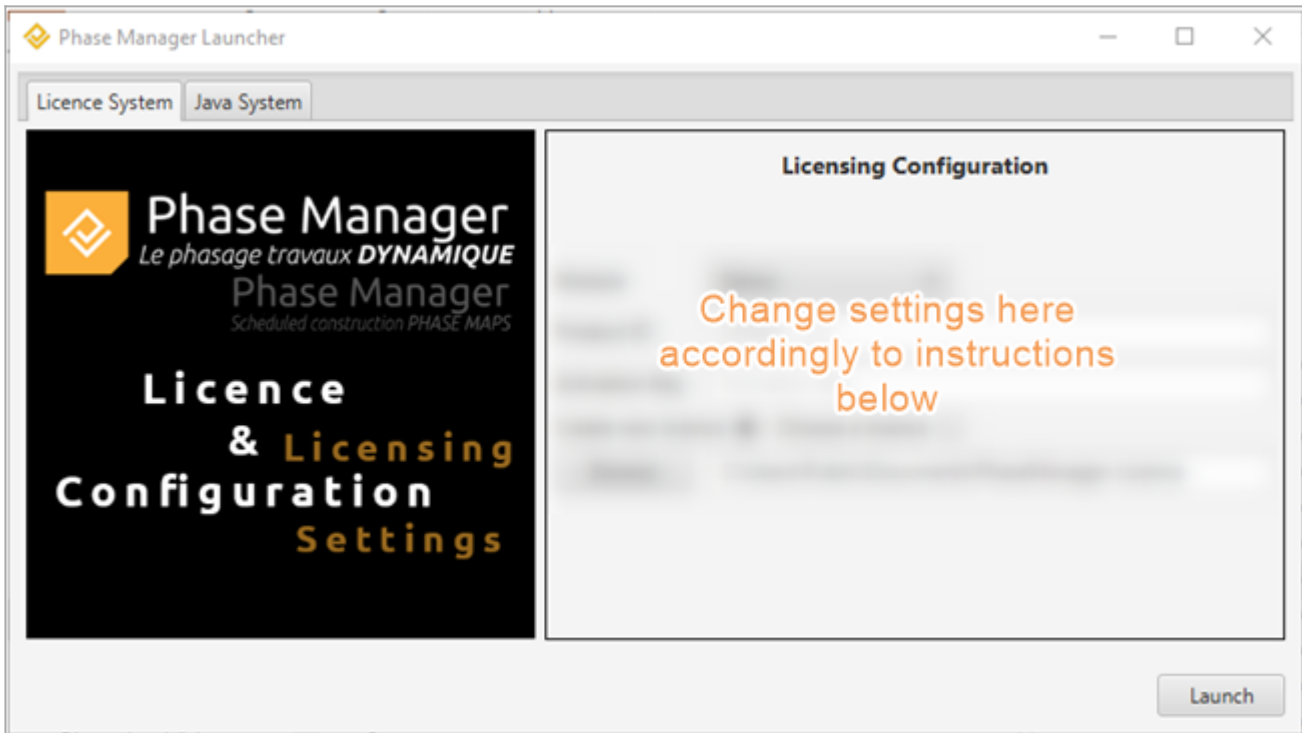 Phase Manager Launcher
Licence System
Java System
Phase Manager
Le phasage travaux DYNAMIQUE
Phase Manager
Scheduled construction PHASE MAPS
Licence
& Licensing
Configuration
Settings
Licensing Configuration
Change settings here
accordingly to instructions
below
Launch